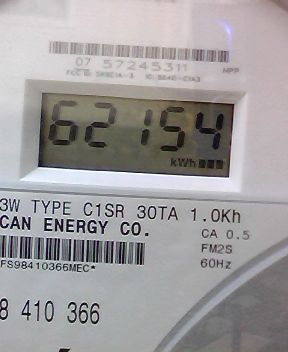 07 57245311
NPP
62154
kWh
3W TYPE C1SR 30TA 1.0Kh
CAN ENERGY CO.
CA 0.5
FM2S
60Hz
FS98410366MEC*
8 410 366